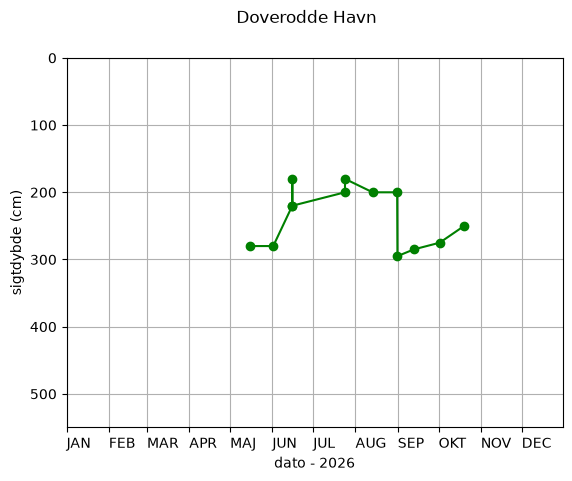 Doverodde Havn
0
100
200
300
400
500
sigtdybde (cm)
JAN FEB MAR APR MAJ JUN JUL AUG SEP OKT NOV DEC
dato - 2026